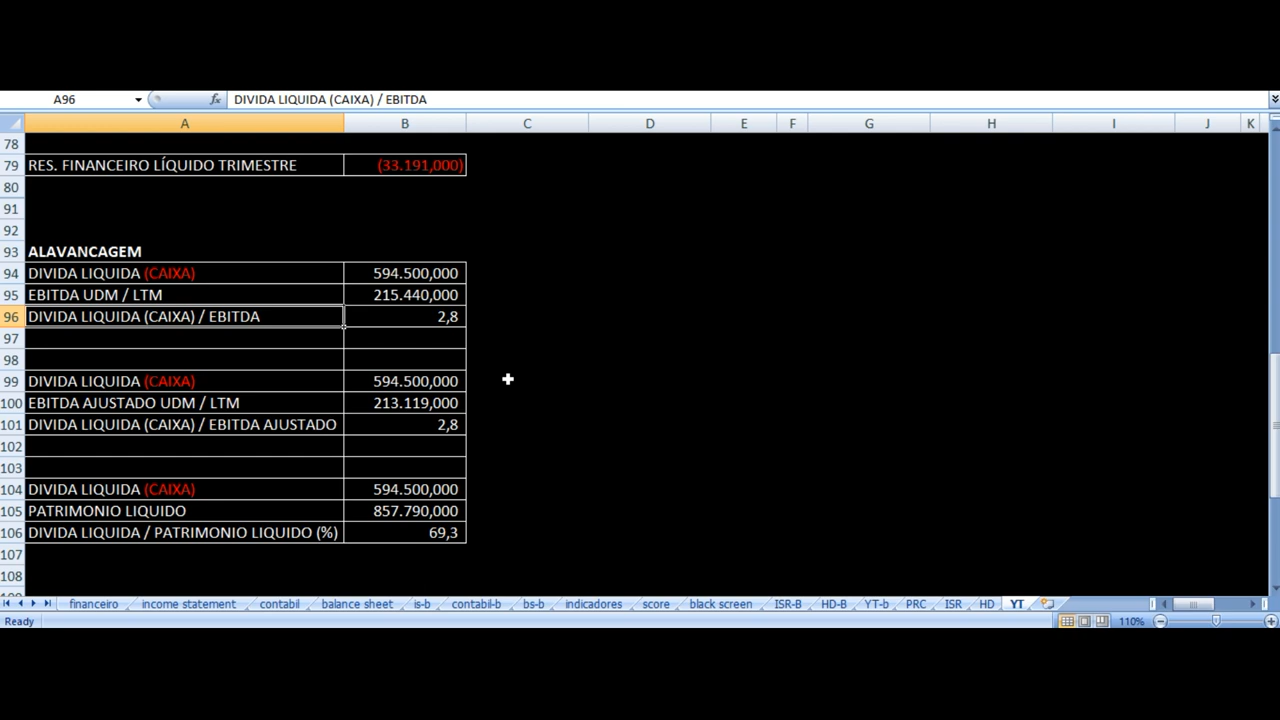 A96 fx DIVIDA LIQUIDA (CAIXA) / EBITDA
A B C D E F G H I J K
78
79 RES. FINANCEIRO LÍQUIDO TRIMESTRE (33.191,000)
80
91
92
93 ALAVANCAGEM
94 DIVIDA LIQUIDA (CAIXA) 594.500,000
95 EBITDA UDM / LTM 215.440,000
96 DIVIDA LIQUIDA (CAIXA) / EBITDA 2,8
97
98
99 DIVIDA LIQUIDA (CAIXA) 594.500,000
100 EBITDA AJUSTADO UDM / LTM 213.119,000
101 DIVIDA LIQUIDA (CAIXA) / EBITDA AJUSTADO 2,8
102
103
104 DIVIDA LIQUIDA (CAIXA) 594.500,000
105 PATRIMONIO LIQUIDO 857.790,000
106 DIVIDA LIQUIDA / PATRIMONIO LIQUIDO (%) 69,3
107
108
financeiro income statement contabil balance sheet is-b contabil-b bs-b indicadores score black screen ISR-B HD-B YT-b PRC ISR HD YT
Ready 110%